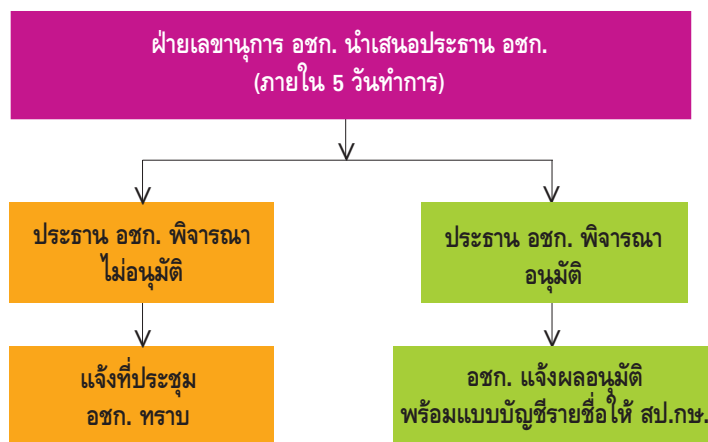 ฝ่ายเลขานุการ อชก. นำเสนอประธาน อชก.
(ภายใน 5 วันทำการ)
ประธาน อชก. พิจารณา
ไม่อนุมัติ
ประธาน อชก. พิจารณา
อนุมัติ
แจ้งที่ประชุม
อชก. ทราบ
อชก. แจ้งผลอนุมัติ
พร้อมแบบบัญชีรายชื่อให้ สป.กษ.